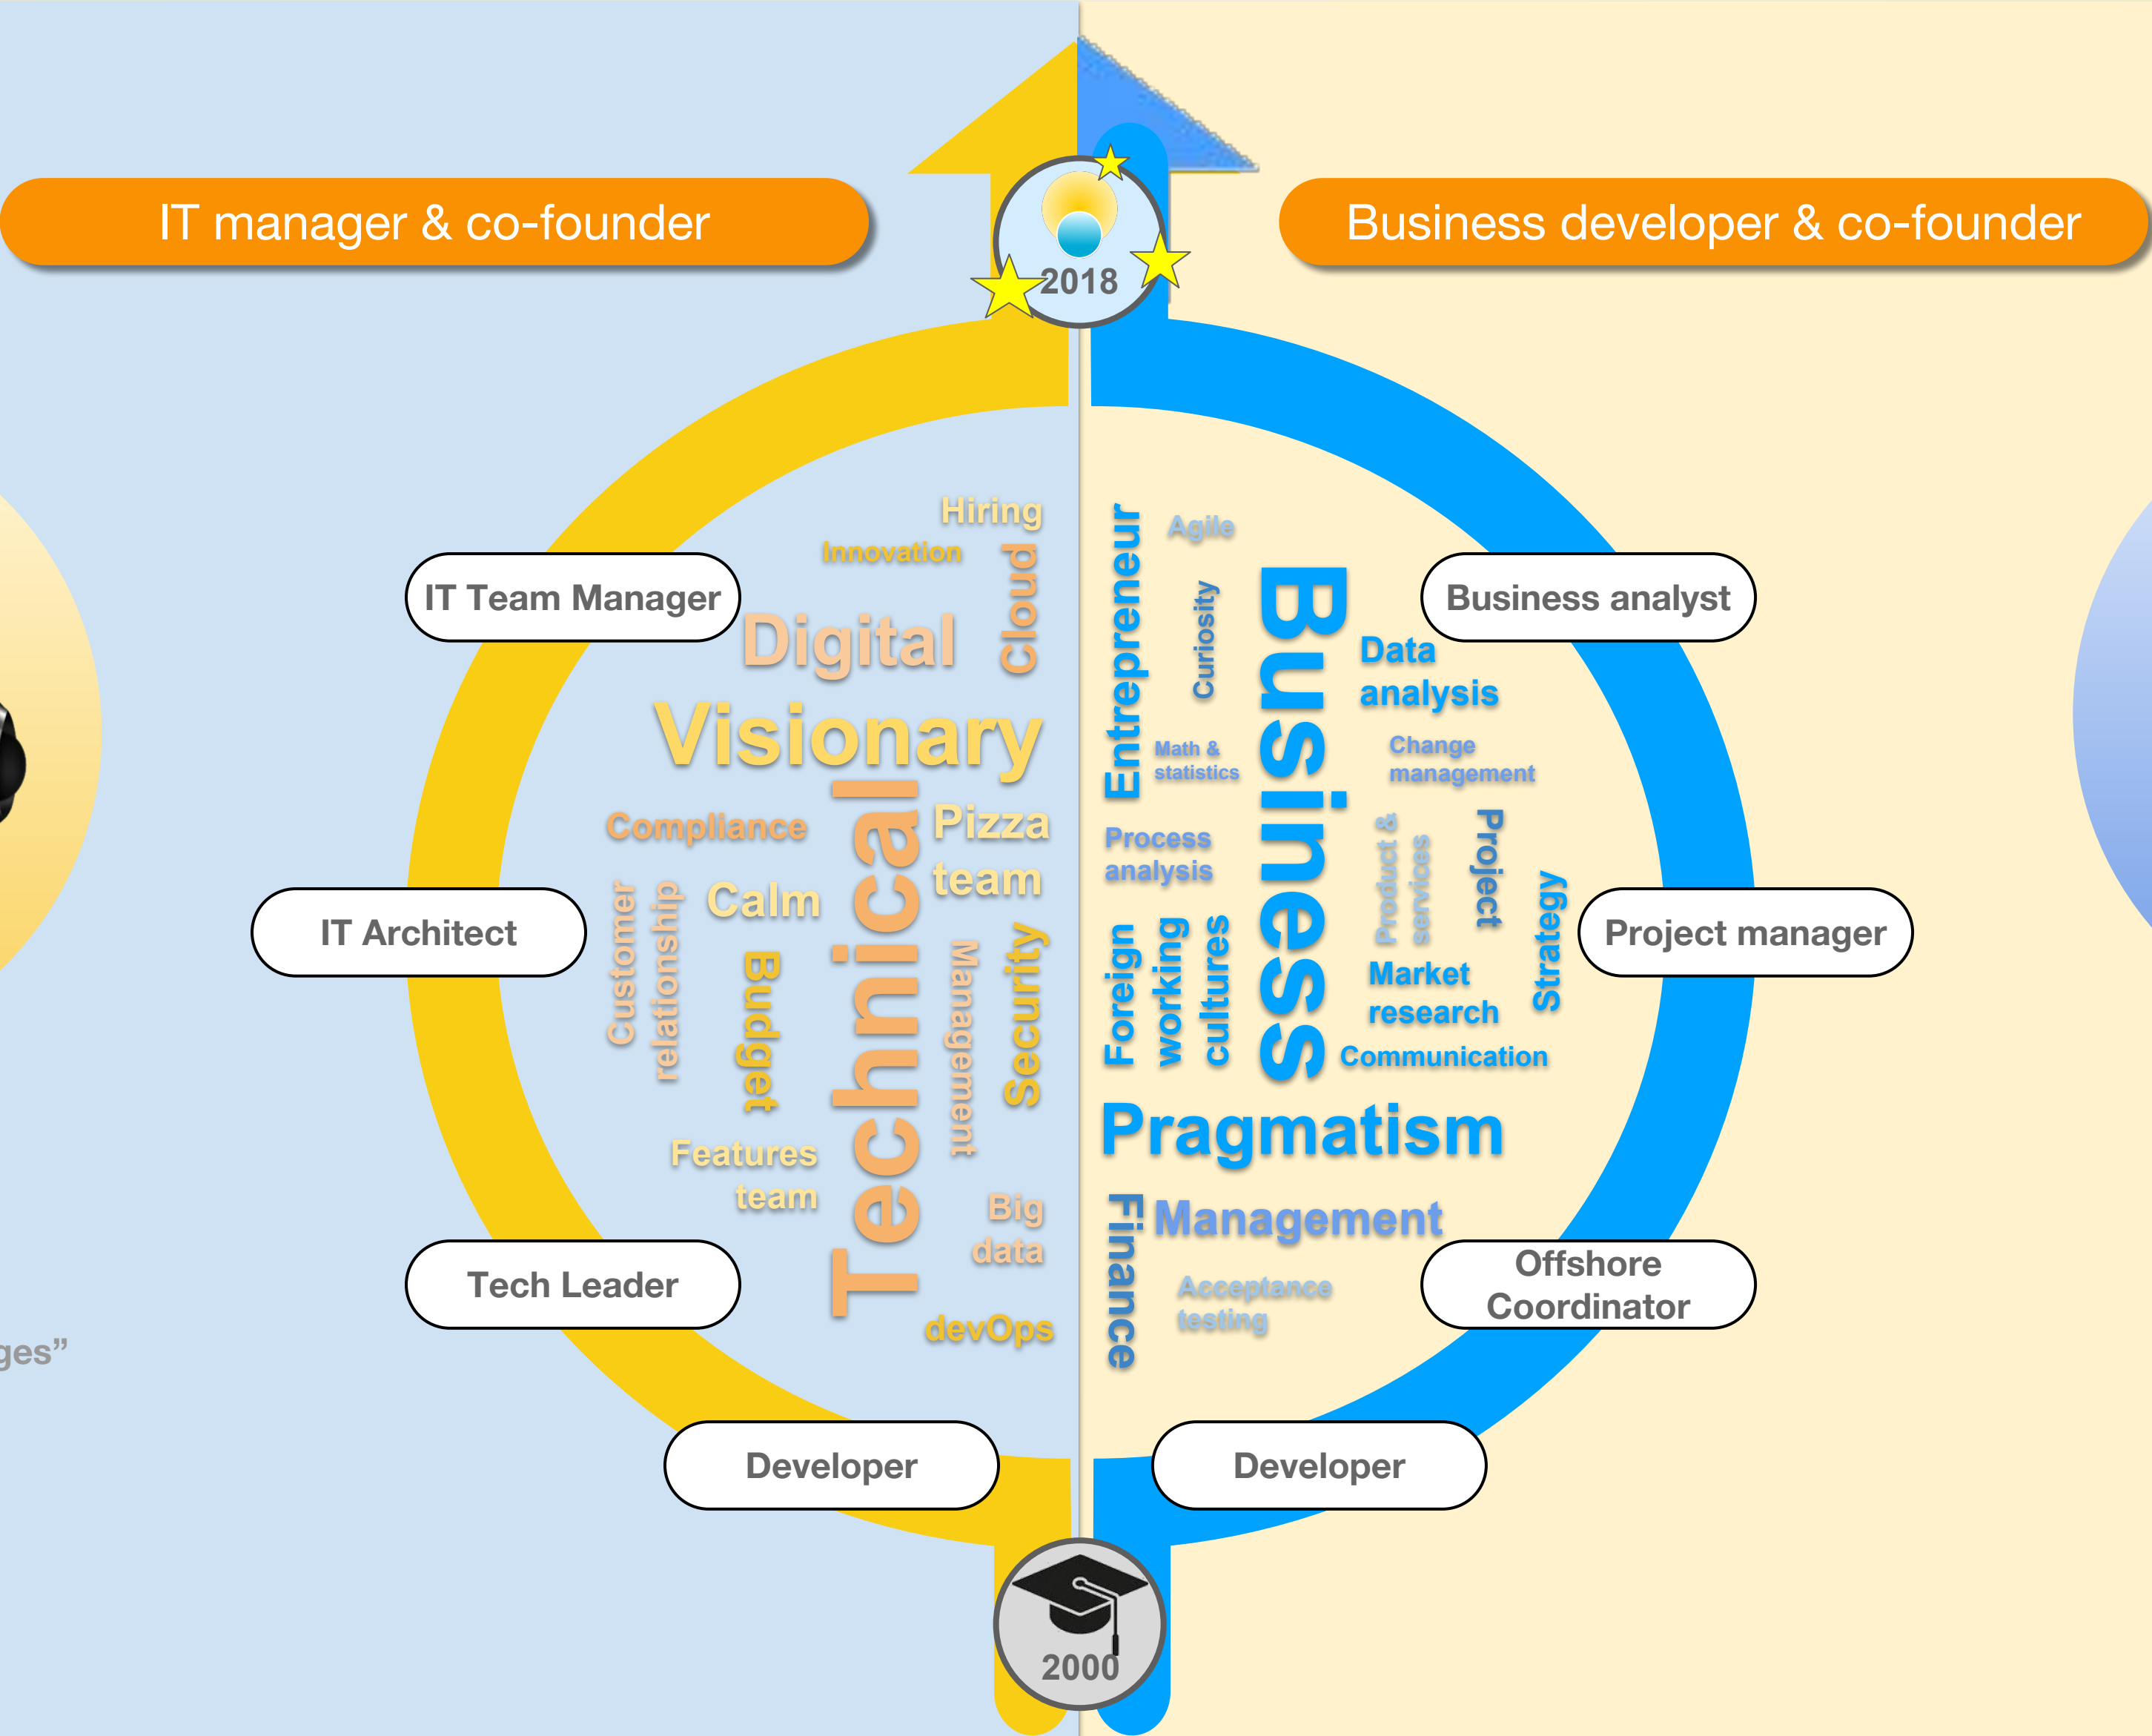 IT manager & co-founder
Business developer & co-founder
2018
IT Team Manager
IT Architect
Tech Leader
Developer
Hiring
Innovation
Cloud
Digital
Visionary
Technical
Compliance
Pizza
team
Calm
Customer
relationship
Budget
Management
Security
Features
team
Big
data
devOps
Entrepreneur
Agile
Curiosity
Business
Data
analysis
Math &
statistics
Change
management
Process
analysis
Product &
services
Project
Strategy
Foreign
working
cultures
Market
research
Communication
Pragmatism
Finance
Management
Acceptance
testing
Business analyst
Project manager
Offshore
Coordinator
Developer
ges”
2000